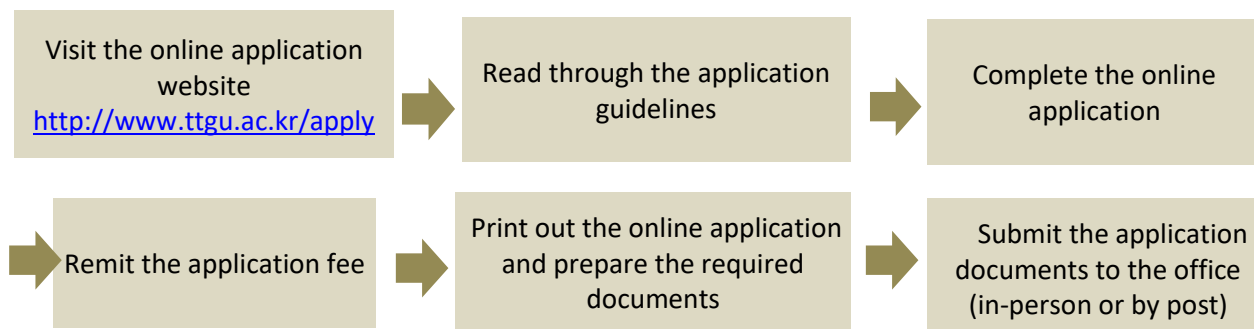 Visit the online application
website
http://www.ttgu.ac.kr/apply
Read through the application
guidelines
Complete the online
application
Remit the application fee
Print out the online application
and prepare the required
documents
Submit the application
documents to the office
(in-person or by post)